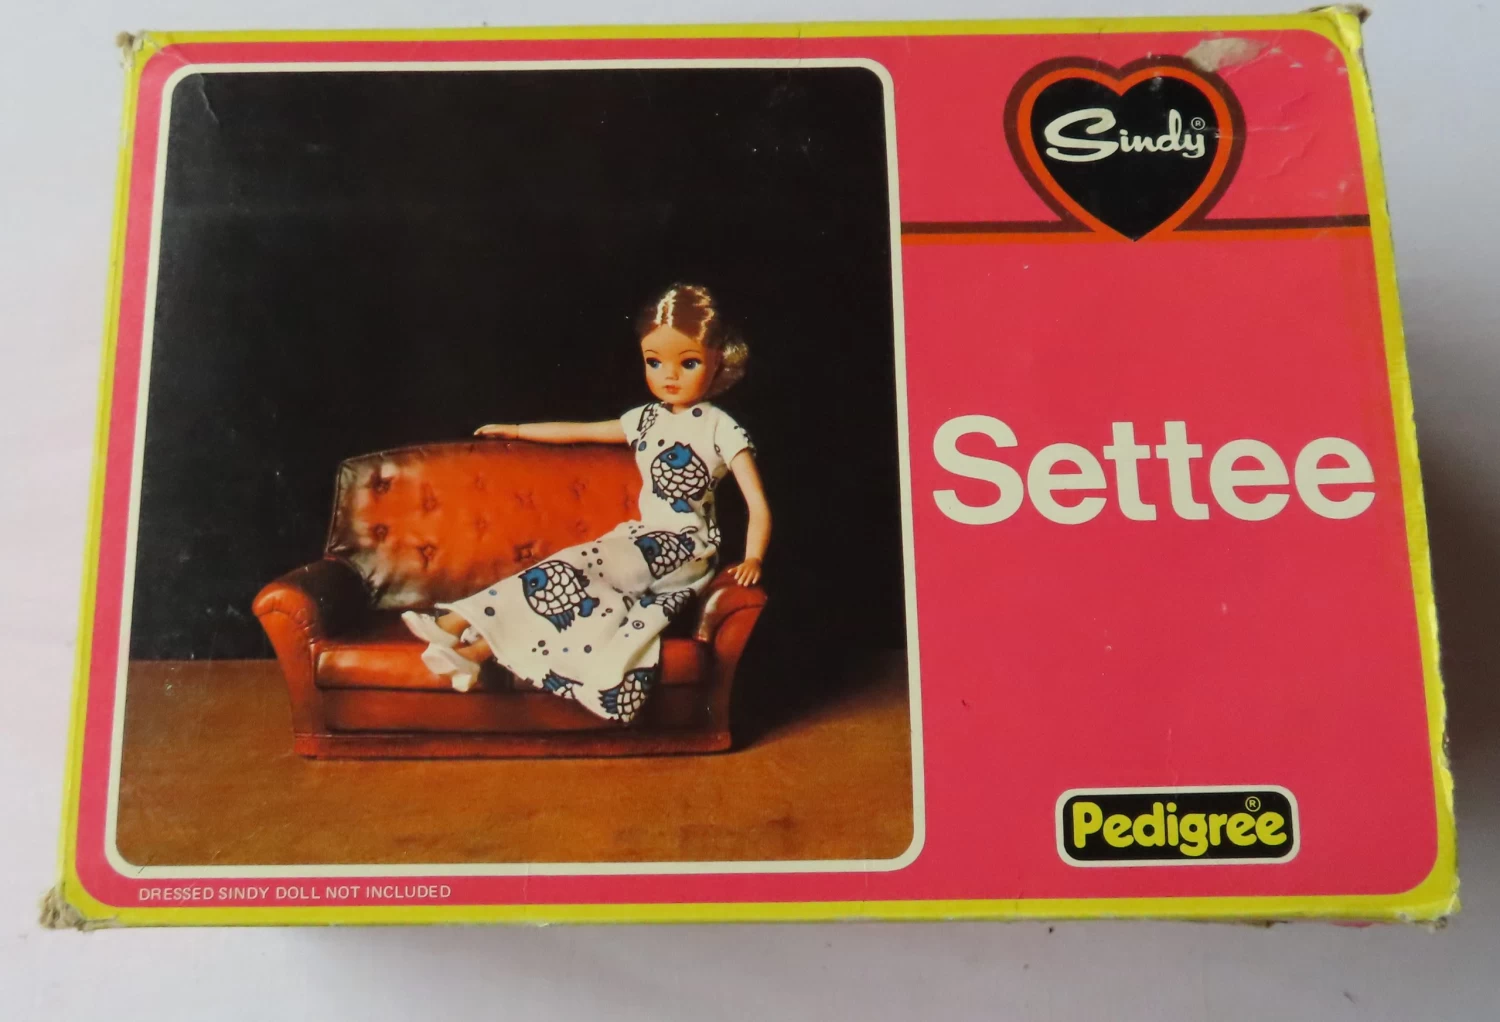 Sindy®
Settee
Pedigree®
DRESSED SINDY DOLL NOT INCLUDED